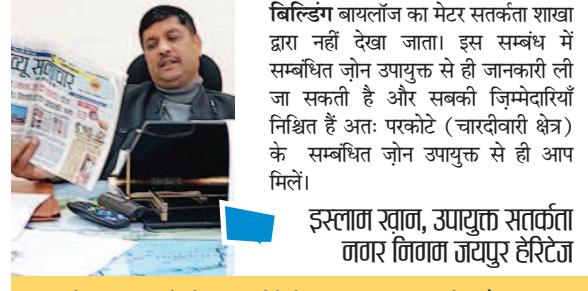 बिल्डिंग बायलॉज का मेटर सतर्कता शाखा
द्वारा नहीं देखा जाता। इस सम्बंध में
सम्बंधित ज़ोन उपायुक्त से ही जानकारी ली
जा सकती है और सबकी ज़िम्मेदारियाँ
निश्चित हैं अतः परकोटे (चारदीवारी क्षेत्र)
के सम्बंधित ज़ोन उपायुक्त से ही आप
मिलें।
इस्लाम खान, उपायुक्त सतर्कता
नगर निगम जयपुर हेरिटेज